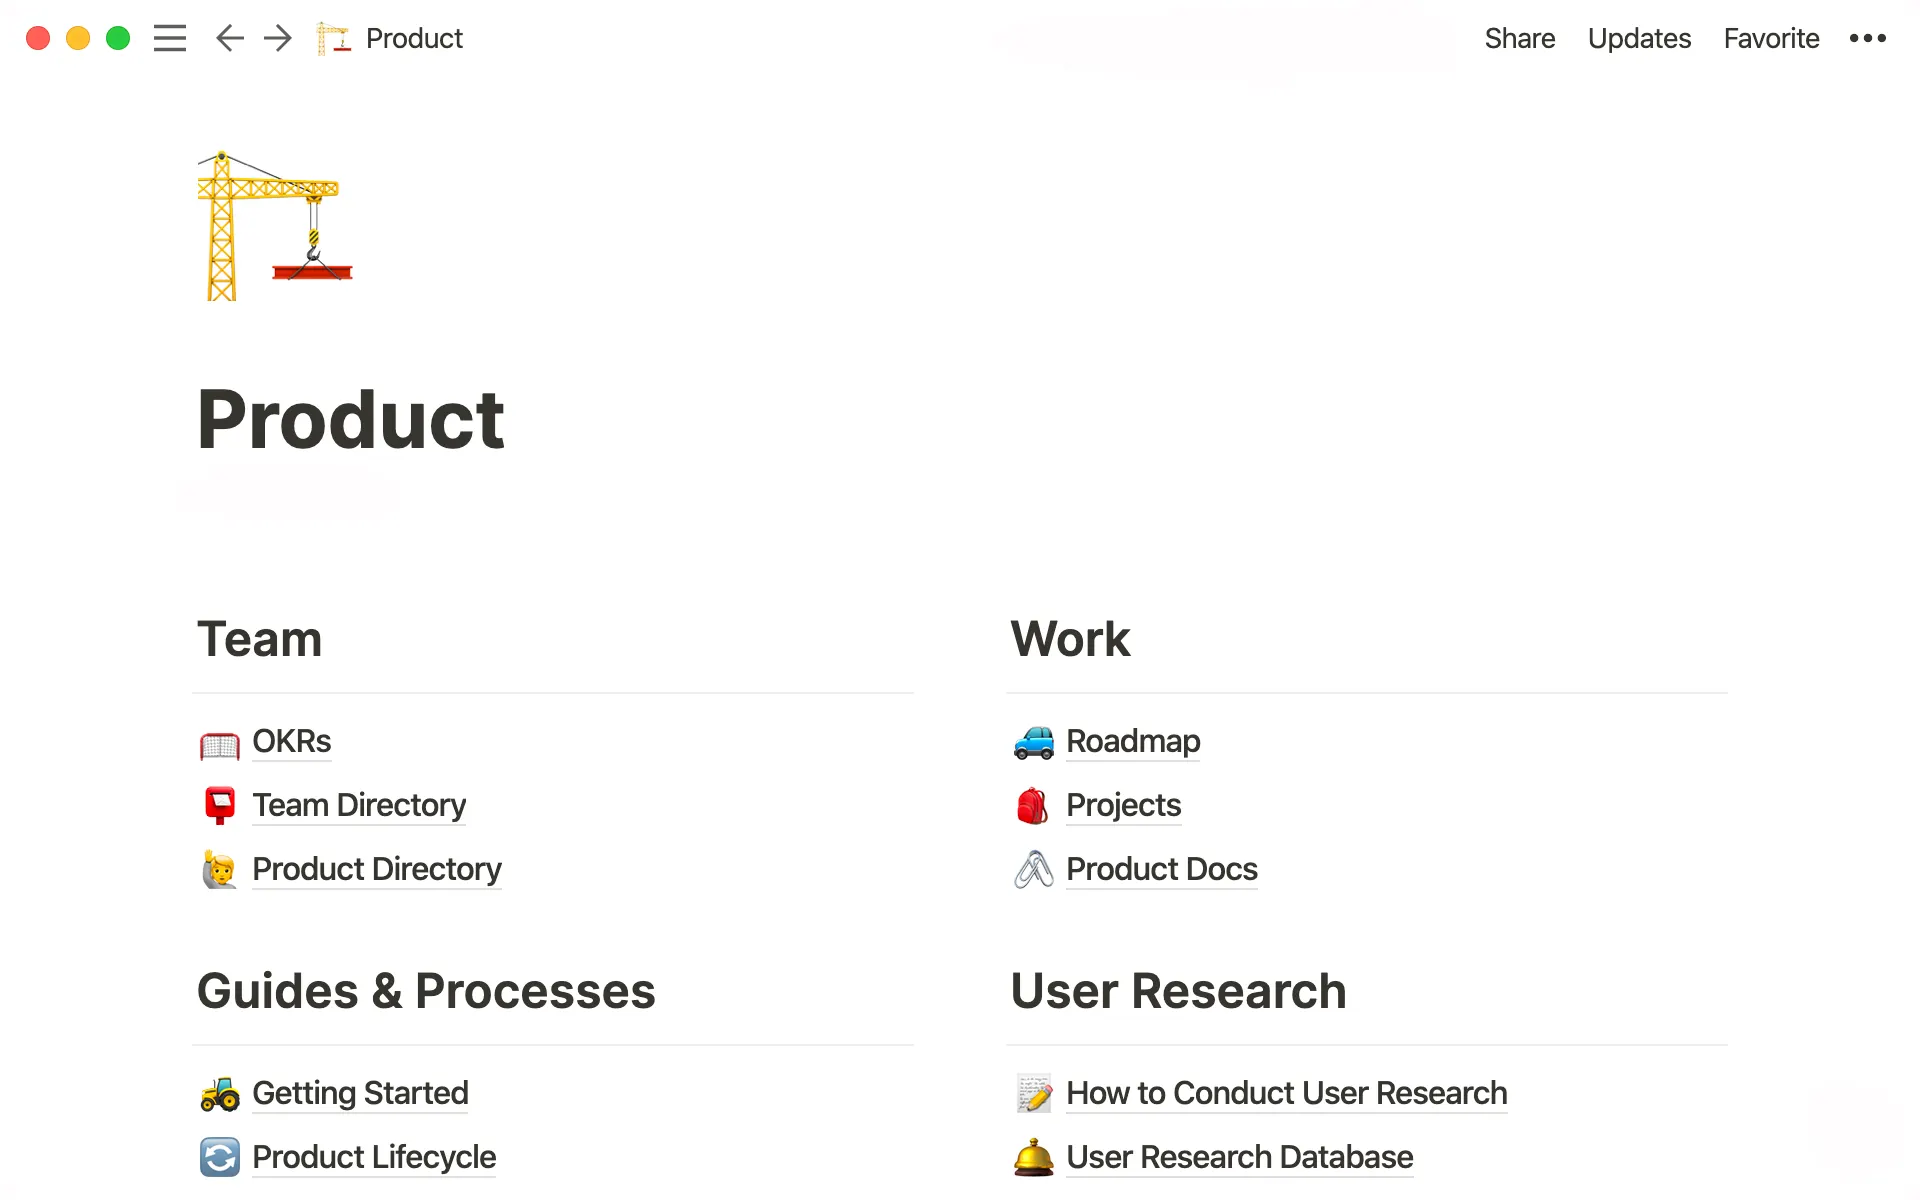 Product
Share Updates Favorite
Product
Team
OKRs
Team Directory
Product Directory
Work
Roadmap
Projects
Product Docs
Guides & Processes
Getting Started
Product Lifecycle
User Research
How to Conduct User Research
User Research Database